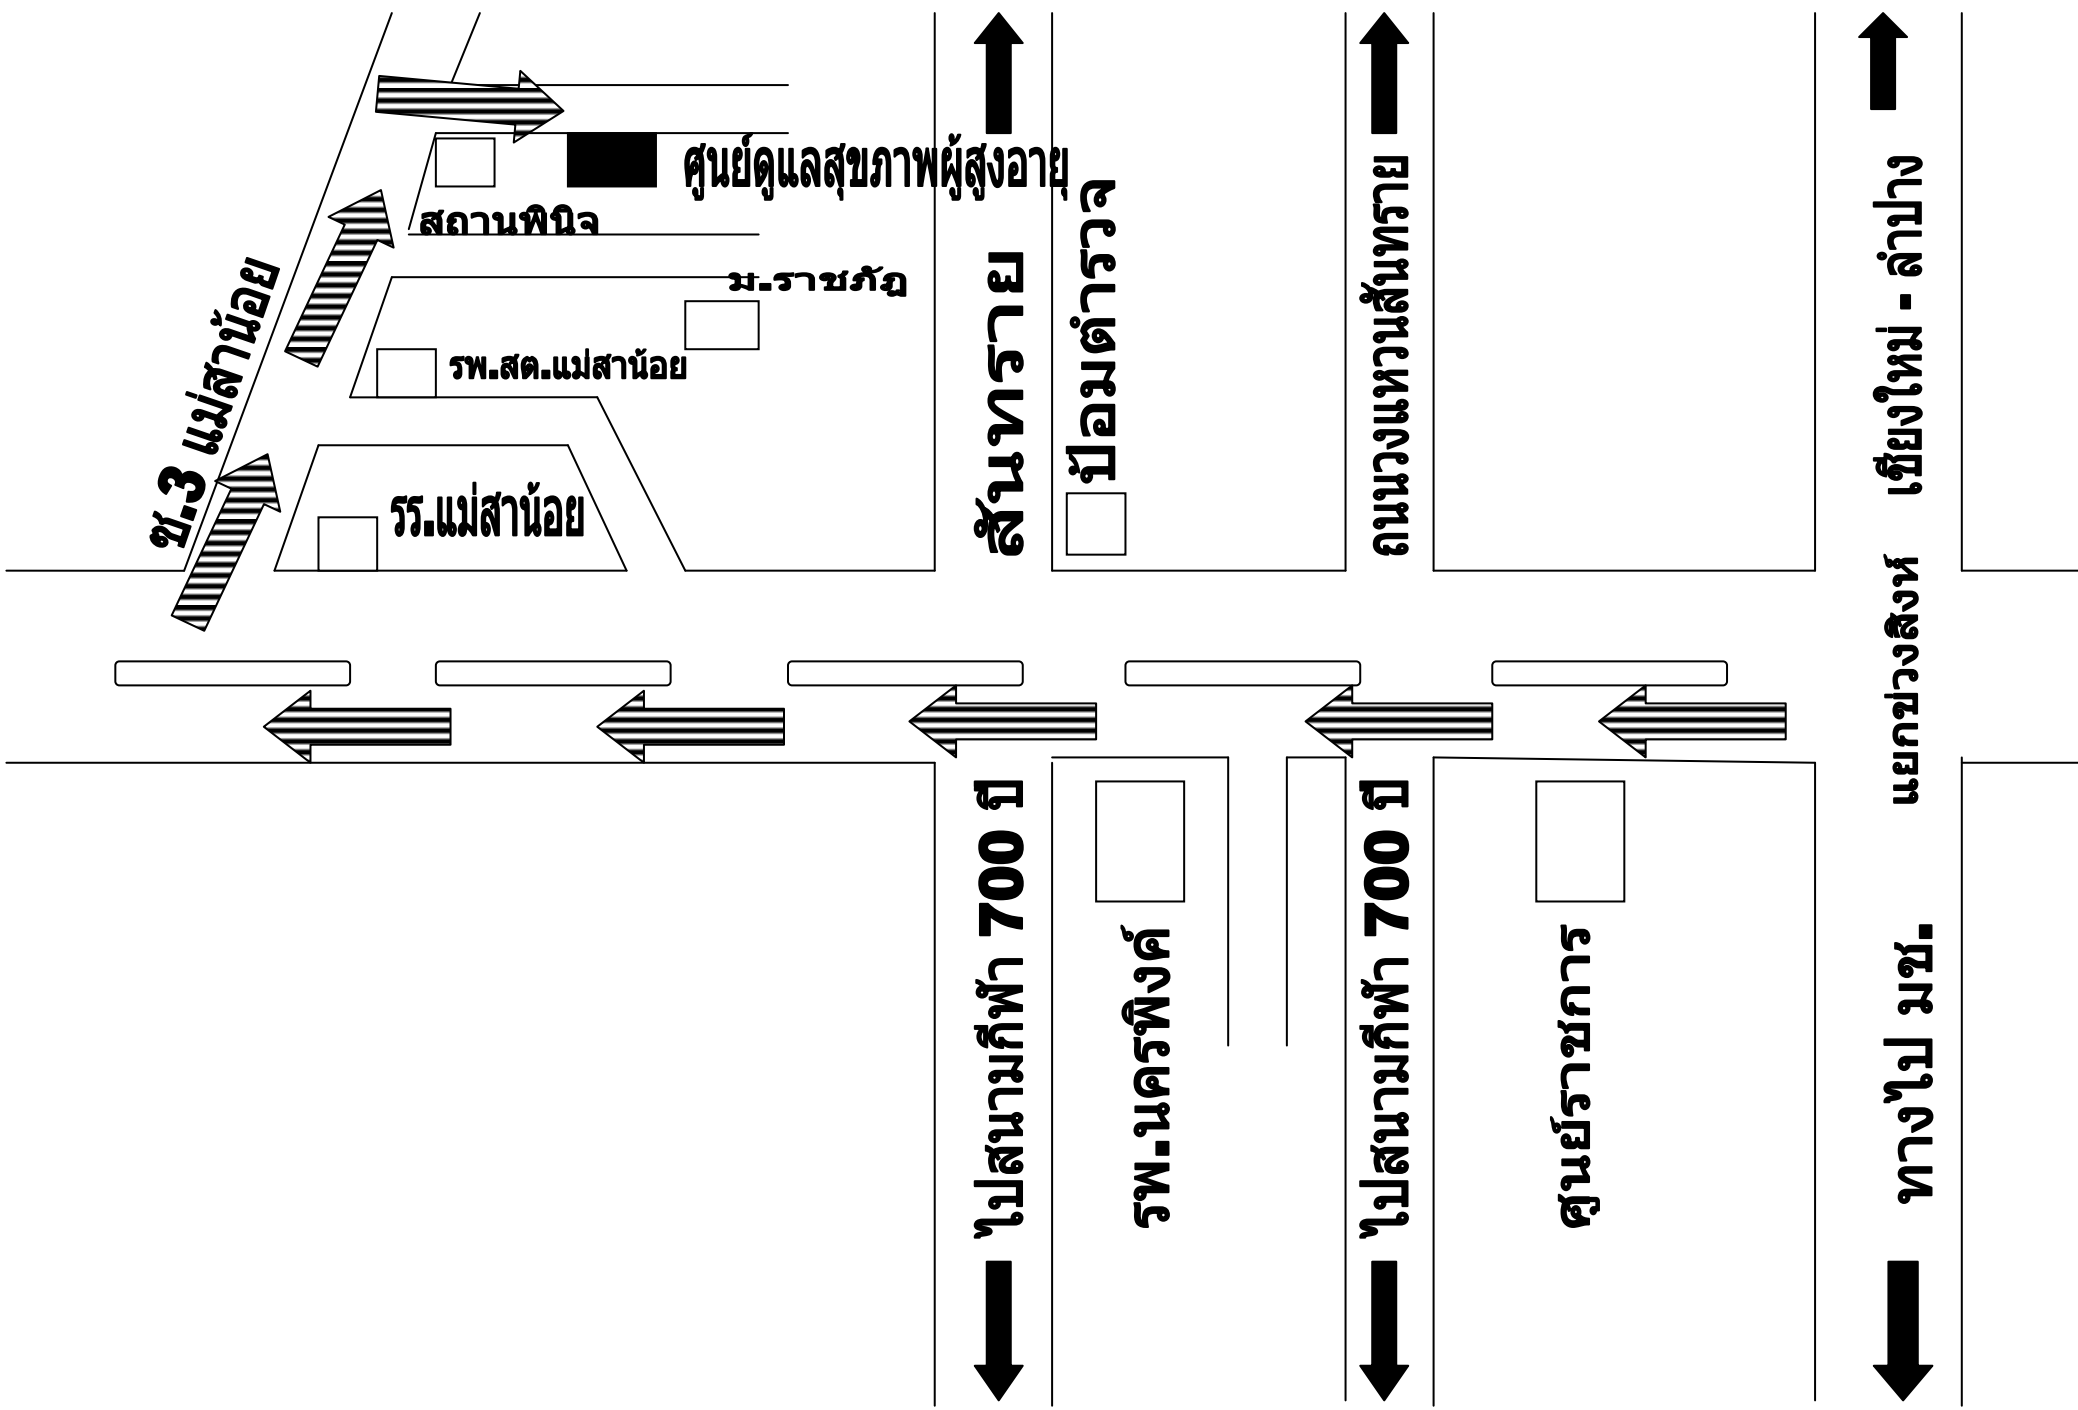 ศูนย์ดูแลสุขภาพผู้สูงอายุ
สถานพินิจ
ม.ราชภัฏ
รพ.สต.แม่สาน้อย
ซ.3 แม่สาน้อย
รร.แม่สาน้อย
สันทราย
ป้อมตำรวจ
ถนนวงแหวนสันทราย
เชียงใหม่ - ลำปาง
แยกข่วงสิงห์
ไปสนามกีฬา 700 ปี
รพ.นครพิงค์
ไปสนามกีฬา 700 ปี
ศูนย์ราชการ
ทางไป มช.